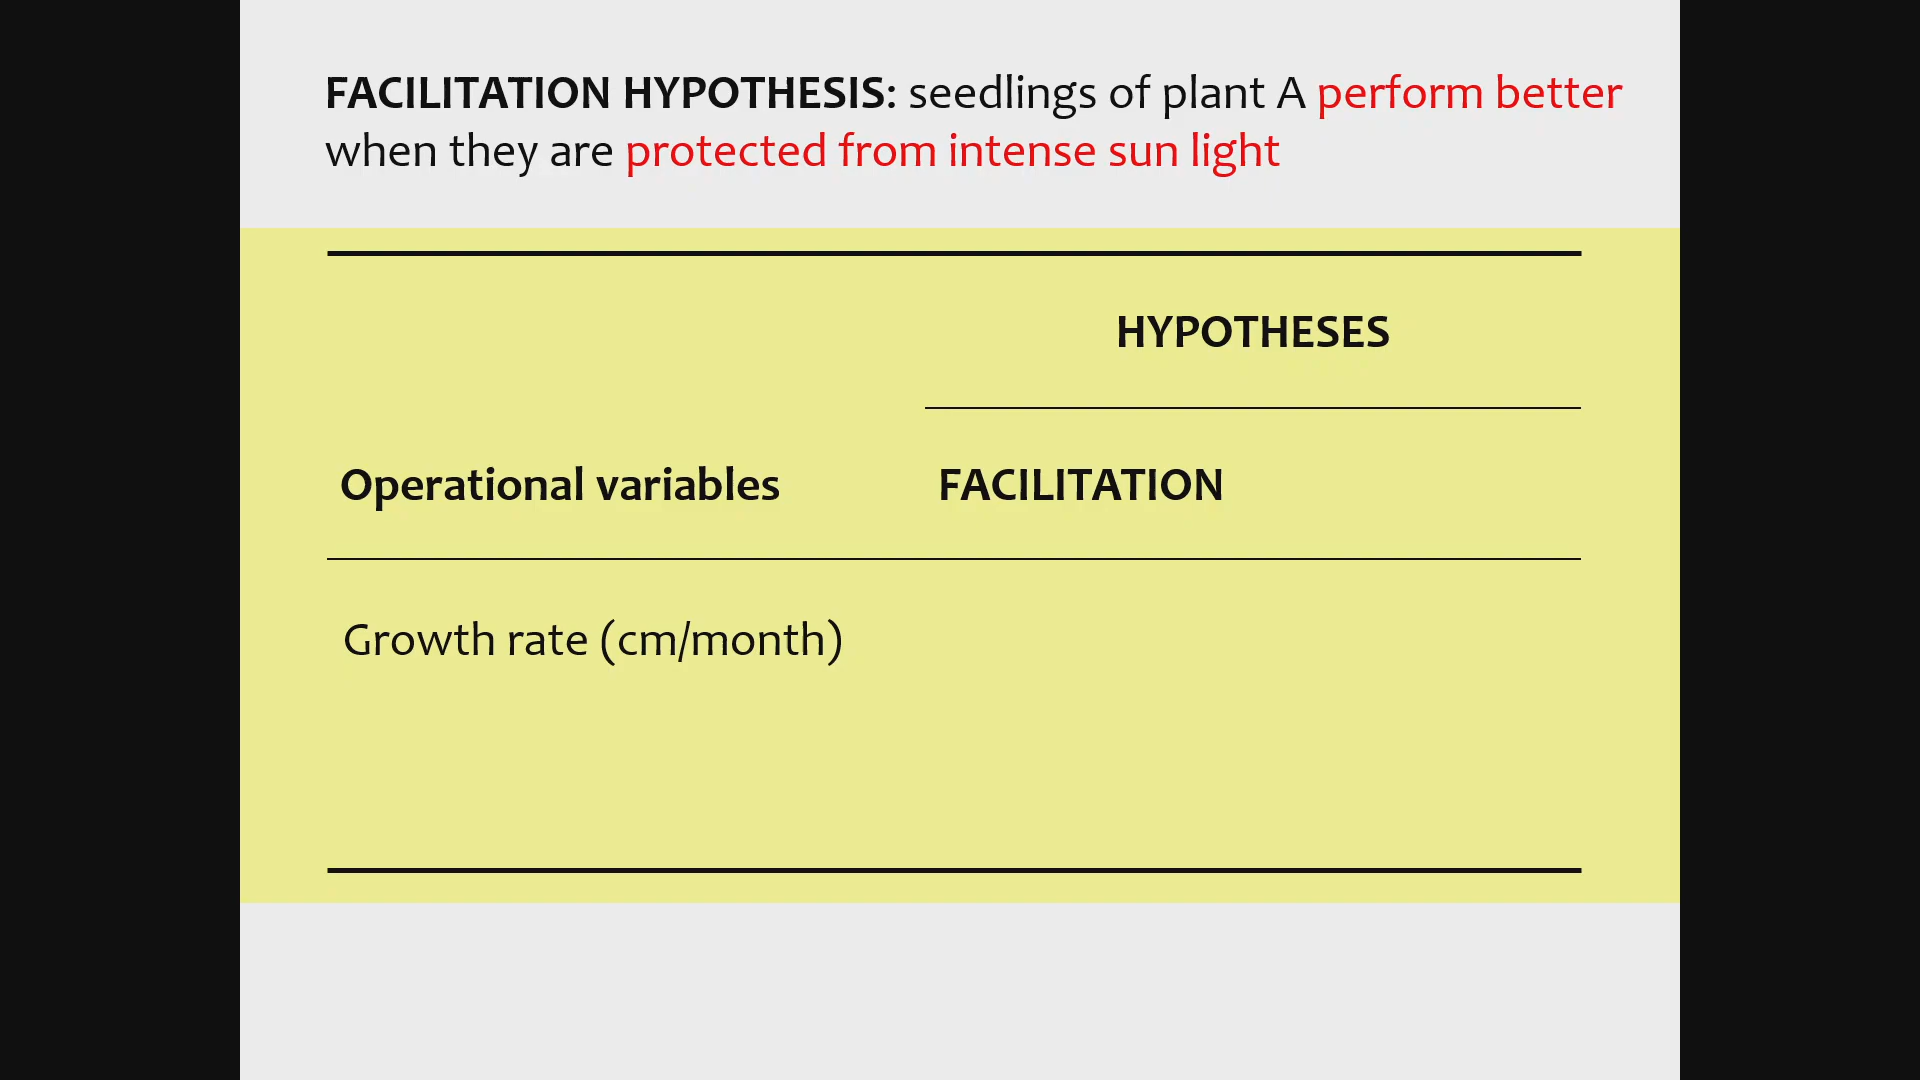 FACILITATION HYPOTHESIS: seedlings of plant A perform better
when they are protected from intense sun light
HYPOTHESES
Operational variables FACILITATION
Growth rate (cm/month)